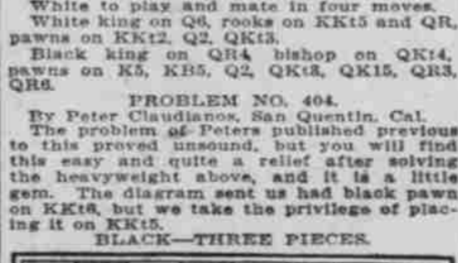 White to play and mate in four moves.
White king on Q6, rooks on KKt5 and QR,
pawns on KKt2, Q2, QKt3.
Black king on QR4, bishop on QKt4,
pawns on K5, KB5, Q2, QKt3, QK15, QR3,
QR6.
PROBLEM NO. 404.
By Peter Claudianos, San Quentin, Cal.
The problem of Peters published previous
to this proved unsound, but you will find
this easy and quite a relief after solving
the heavyweight above, and it is a little
gem. The diagram sent us had black pawn
on KKt6, but we take the privilege of plac-
ing it on KKt5.
BLACK—THREE PIECES.